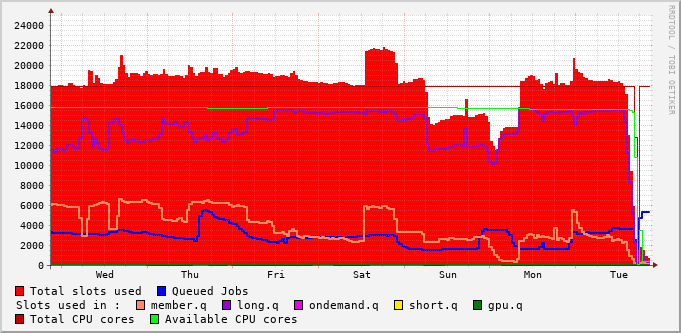 24000
22000
20000
18000
16000
14000
12000
10000
8000
6000
4000
2000
0
Wed Thu Fri Sat Sun Mon Tue
RRDTOOL / TOBI OETIKER
Total slots used Queued Jobs
Slots used in : member.q long.q ondemand.q short.q gpu.q
Total CPU cores Available CPU cores